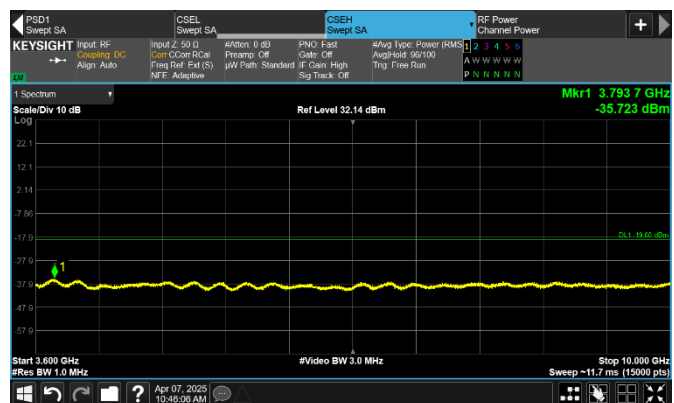 PSD1
Swept SA
CSEL
Swept SA
CSEH
Swept SA
RF Power
Channel Power
KEYSIGHT
Input: RF
Coupling: DC
Align: Auto
Input Z: 50 Ω
Corr CCorr RCal
Freq Ref: Ext (S)
NFE: Adaptive
#Atten: 0 dB
Preamp: Off
µW Path: Standard
PNO: Fast
Gate: Off
IF Gain: High
Sig Track: Off
#Avg Type: Power (RMS)
Avg|Hold: 96/100
Trig: Free Run
1 2 3 4 5 6
A W W W W W
P N N N N N
LXI
1 Spectrum
Scale/Div 10 dB
Ref Level 32.14 dBm
Mkr1 3.793 7 GHz
-35.723 dBm
Log
22.1
12.1
2.14
-7.86
-17.9
DL1 -19.00 dBm
-27.9
1
-37.9
-47.9
-57.9
Start 3.600 GHz
#Video BW 3.0 MHz
Stop 10.000 GHz
#Res BW 1.0 MHz
Sweep ~11.7 ms (15000 pts)
?
Apr 07, 2025
10:46:06 AM